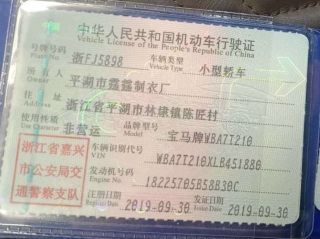 中华人民共和国机动车行驶证
Vehicle License of the People's Republic of China
号牌号码 浙FJ5898 车辆类型 小型轿车
Plate No. Vehicle Type
所有人 平湖市鑫鑫制衣厂
Owner
住址 浙江省平湖市林埭镇陈匠村
Address
使用性质 非营运 品牌型号 宝马牌WBA7T210
Use Character Model
浙江省嘉兴 车辆识别代号 WBA7T210XLB451880
市公安局交 VIN
通警察支队 发动机号码 18225705B58B30C
Engine No.
注册日期 2019-09-30 发证日期 2019-09-30
Register Date Issue Date